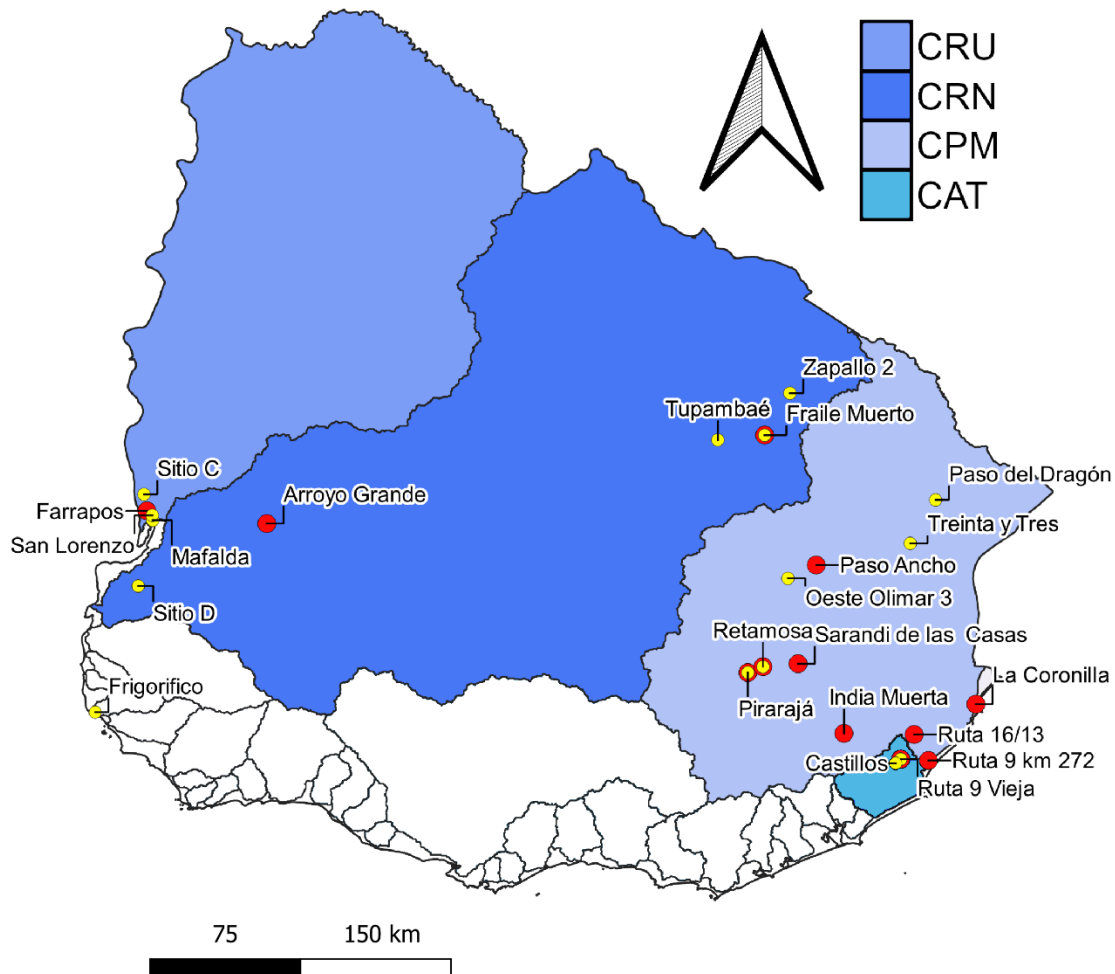 CRU
CRN
CPM
CAT
Zapallo 2
Tupambaé
Fraile Muerto
Sitio C
Paso del Dragón
Arroyo Grande
Farrapos
Treinta y Tres
San Lorenzo
Mafalda
Paso Ancho
Oeste Olimar 3
Sitio D
Retamosa
Sarandi de las Casas
La Coronilla
Frigorifico
Pirarajá
India Muerta
Ruta 16/13
Castillos
Ruta 9 km 272
Ruta 9 Vieja
75 150 km